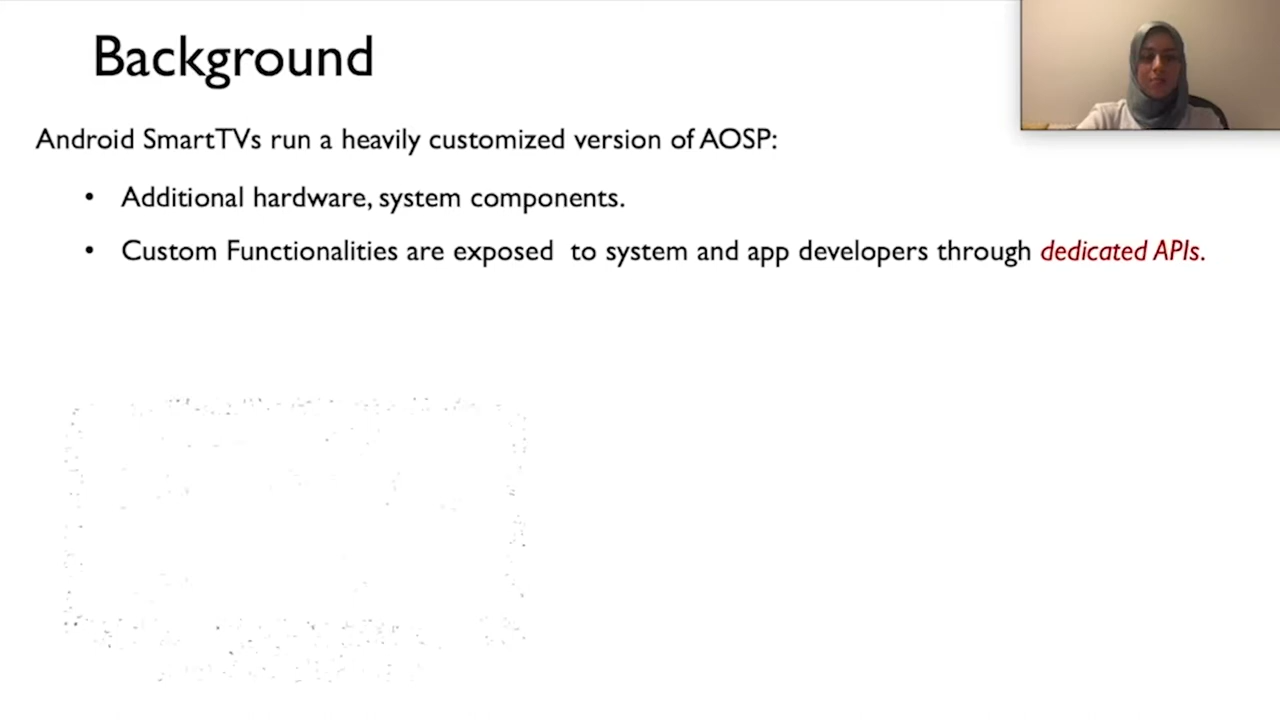 Background
Android SmartTVs run a heavily customized version of AOSP:
• Additional hardware, system components.
• Custom Functionalities are exposed to system and app developers through dedicated APIs.